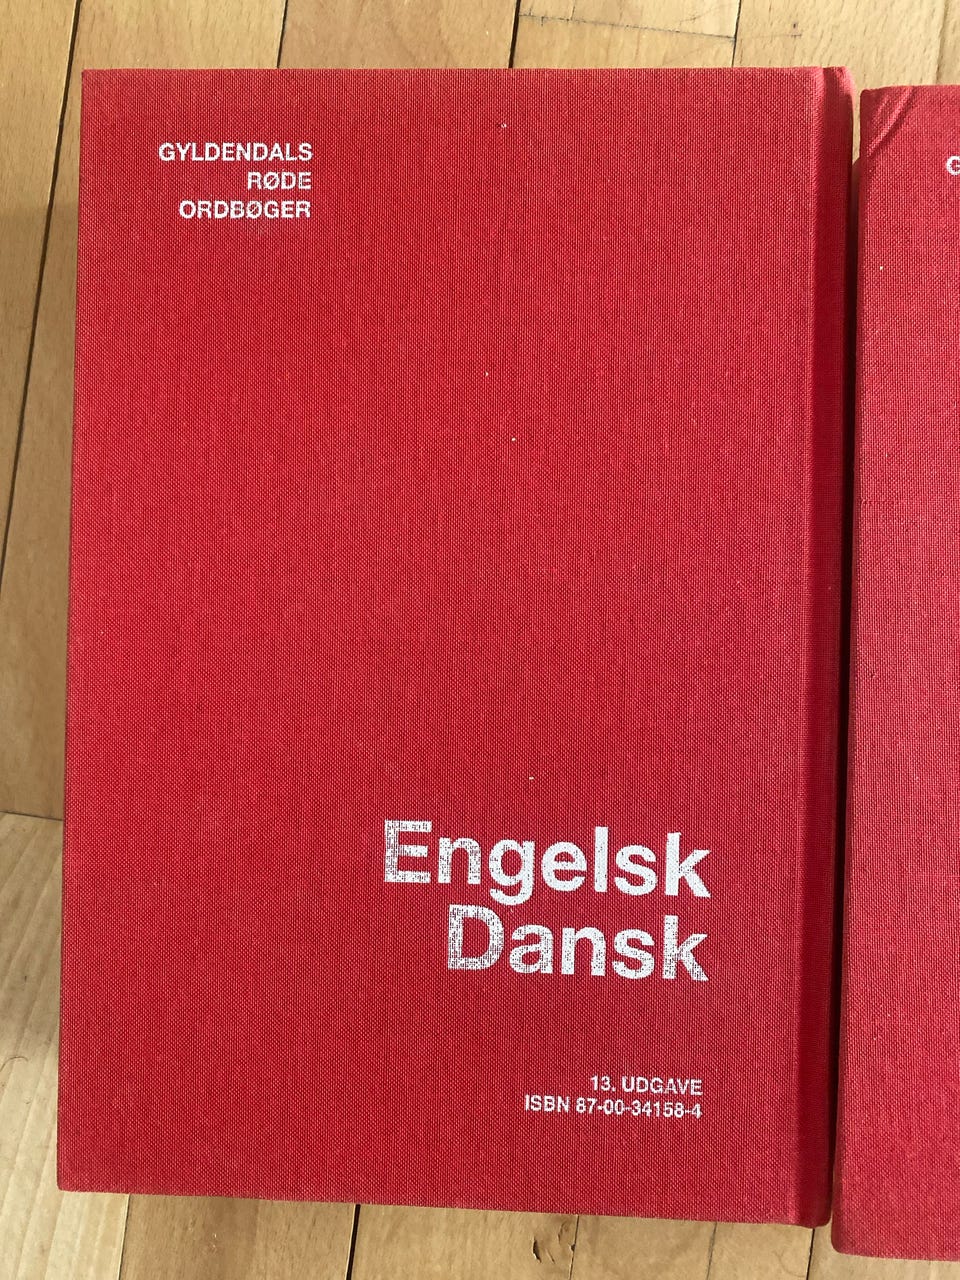 GYLDENDALS
RØDE
ORDBØGER
Engelsk
Dansk
13. UDGAVE
ISBN 87-00-34158-4
G